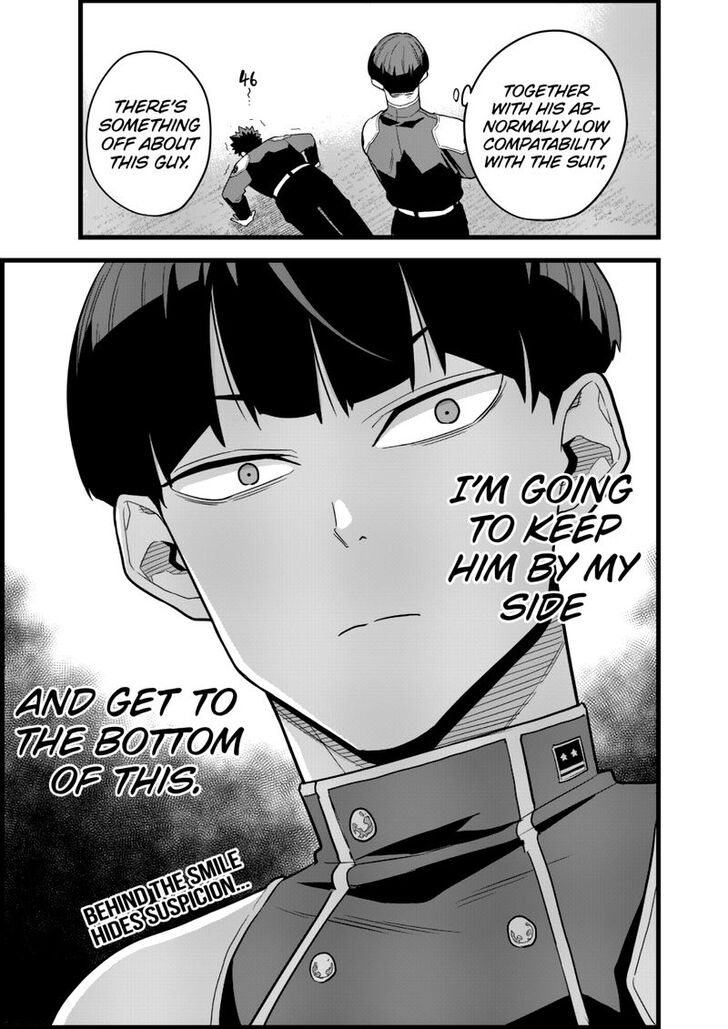 TOGETHER
WITH HIS AB-
NORMALLY LOW
COMPATABILITY
WITH THE SUIT,
THERE'S
SOMETHING
OFF ABOUT
THIS GUY.
46
I'M GOING
TO KEEP
HIM BY MY
SIDE
AND GET TO
THE BOTTOM
OF THIS.
BEHIND THE SMILE
HIDES SUSPICION...